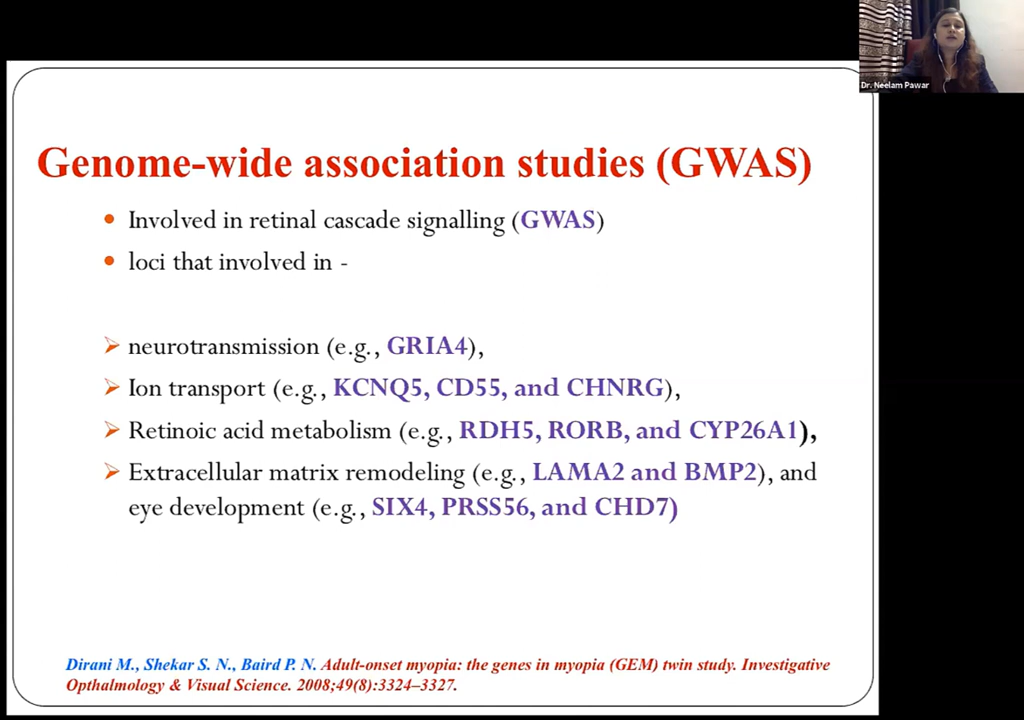 Dr. Neelam Pawar
Genome-wide association studies (GWAS)
• Involved in retinal cascade signalling (GWAS)
• loci that involved in -
➢ neurotransmission (e.g., GRIA4),
➢ Ion transport (e.g., KCNQ5, CD55, and CHNRG),
➢ Retinoic acid metabolism (e.g., RDH5, RORB, and CYP26A1),
➢ Extracellular matrix remodeling (e.g., LAMA2 and BMP2), and
eye development (e.g., SIX4, PRSS56, and CHD7)
Dirani M., Shekar S. N., Baird P. N. Adult-onset myopia: the genes in myopia (GEM) twin study. Investigative
Opthalmology & Visual Science. 2008;49(8):3324–3327.